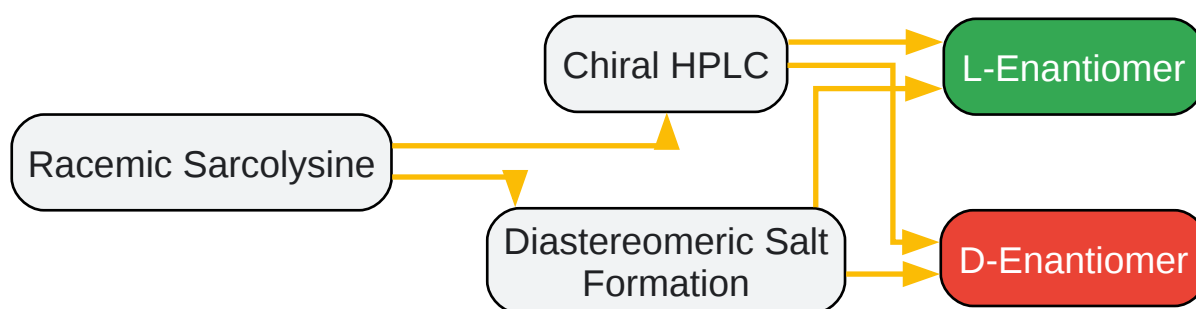 Racemic Sarcolysine
Chiral HPLC
Diastereomeric Salt
Formation
L-Enantiomer
D-Enantiomer